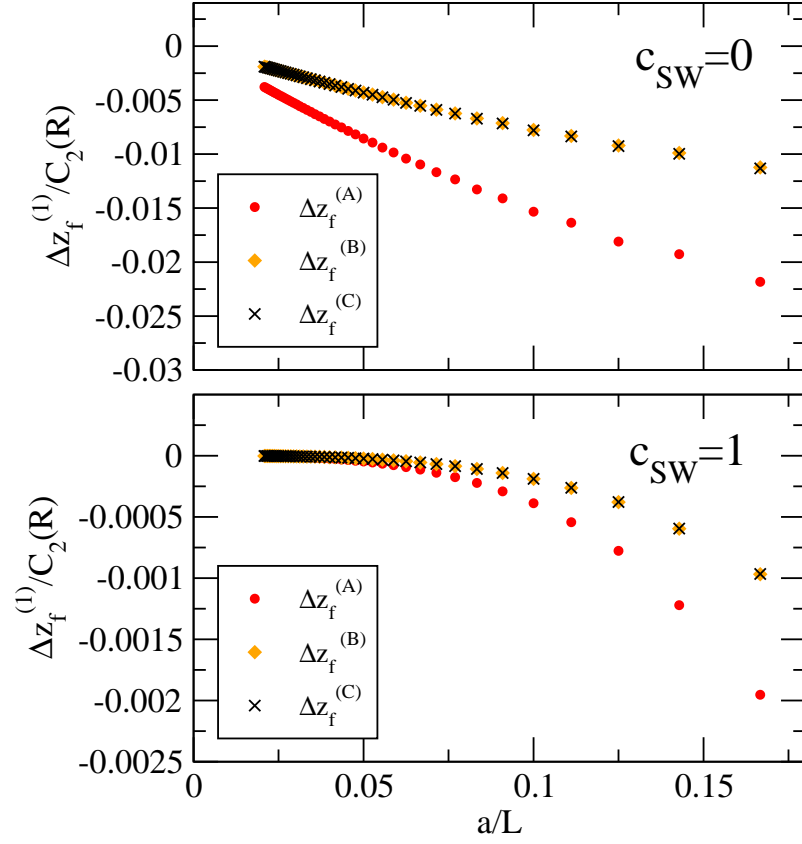 0
-0.005
-0.01
-0.015
-0.02
-0.025
-0.03
Δz_f^(1)/C_2(R)
c_SW=0
Δz_f^(A)
Δz_f^(B)
Δz_f^(C)
0
-0.0005
-0.001
-0.0015
-0.002
-0.0025
Δz_f^(1)/C_2(R)
c_SW=1
Δz_f^(A)
Δz_f^(B)
Δz_f^(C)
0 0.05 0.1 0.15
a/L